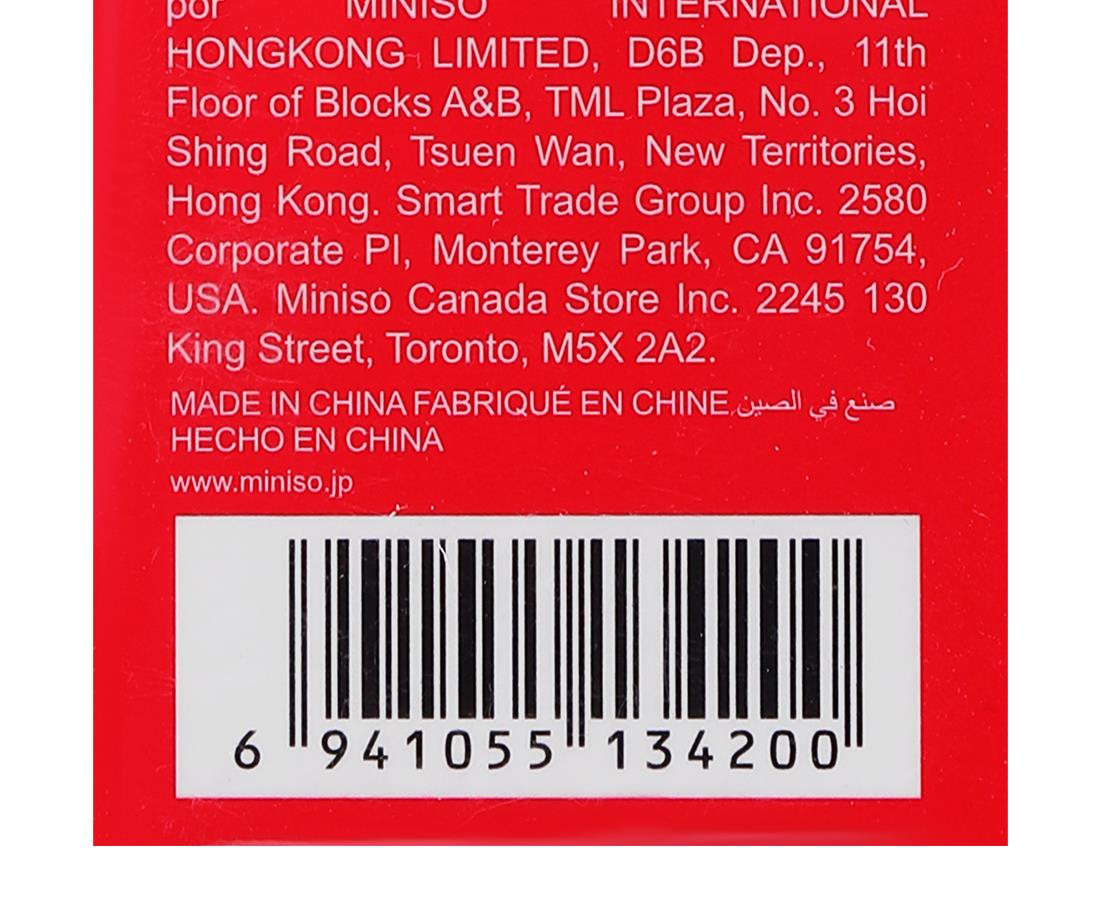 por MINISO INTERNATIONAL
HONGKONG LIMITED, D6B Dep., 11th
Floor of Blocks A&B, TML Plaza, No. 3 Hoi
Shing Road, Tsuen Wan, New Territories,
Hong Kong. Smart Trade Group Inc. 2580
Corporate Pl, Monterey Park, CA 91754,
USA. Miniso Canada Store Inc. 2245 130
King Street, Toronto, M5X 2A2.
MADE IN CHINA FABRIQUÉ EN CHINE صنع في الصين
HECHO EN CHINA
www.miniso.jp
6 941055 134200